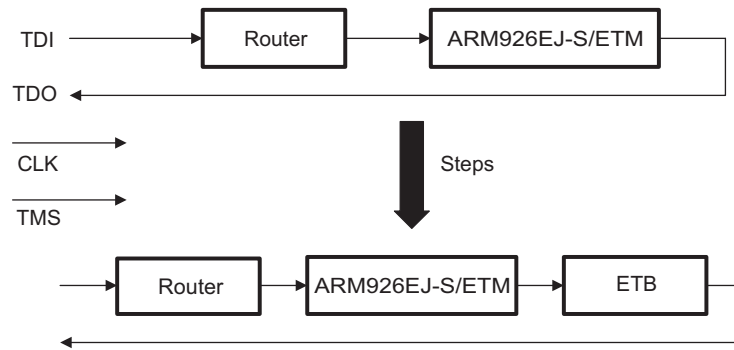 TDI
Router
ARM926EJ-S/ETM
TDO
CLK
Steps
TMS
Router
ARM926EJ-S/ETM
ETB